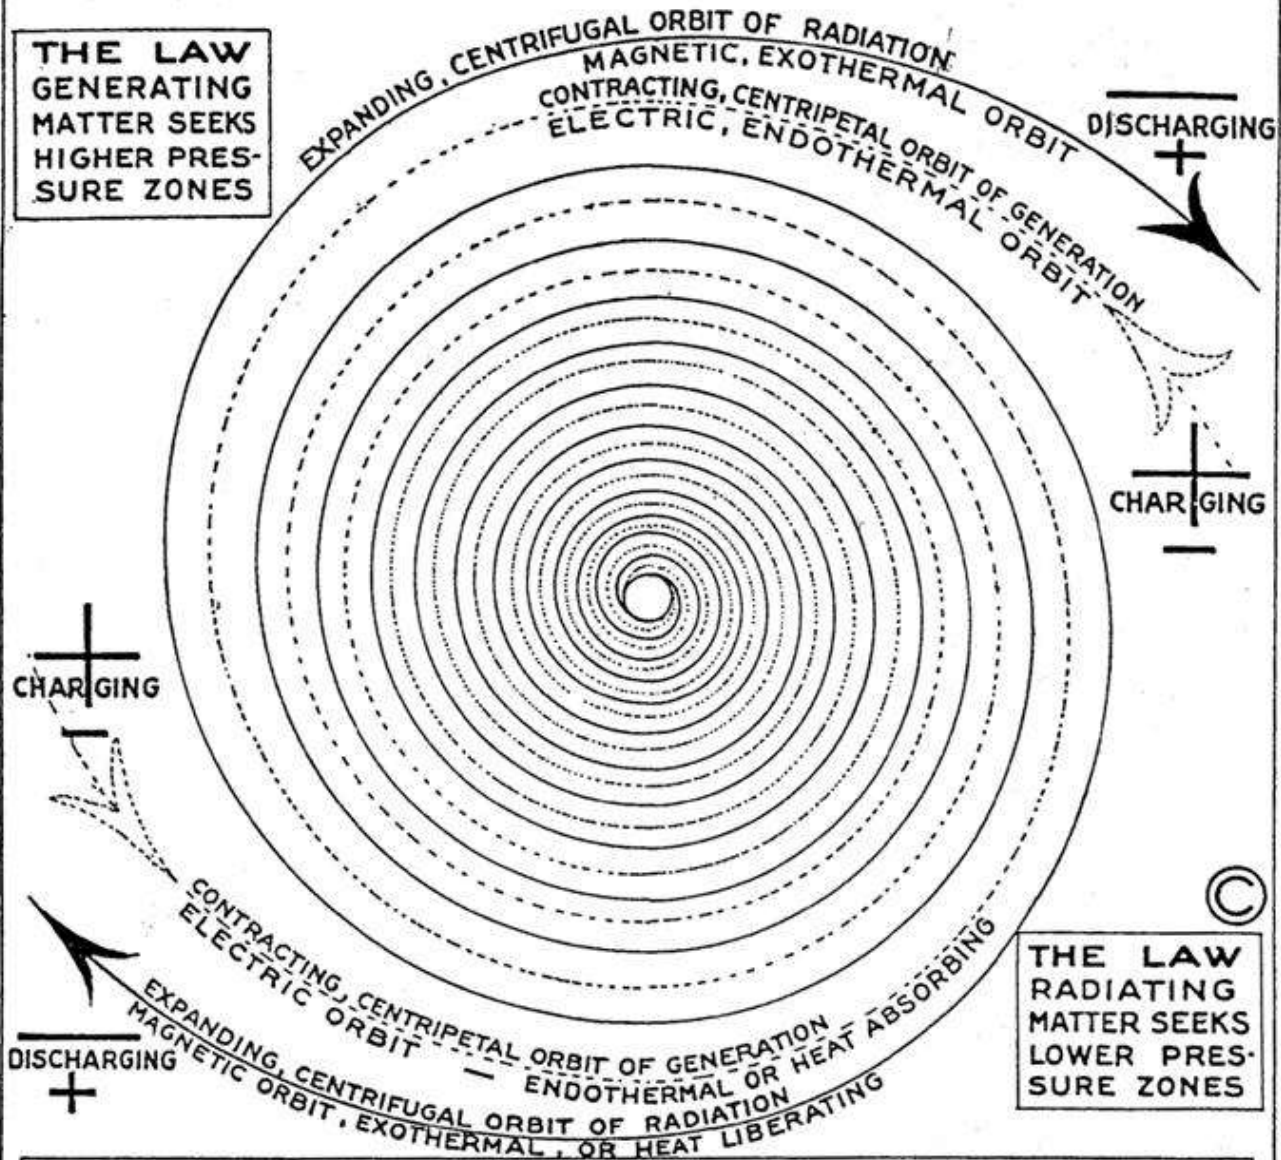 THE LAW
GENERATING
MATTER SEEKS
HIGHER PRES-
SURE ZONES
EXPANDING, CENTRIFUGAL ORBIT OF RADIATION
MAGNETIC, EXOTHERMAL ORBIT
CONTRACTING, CENTRIPETAL ORBIT OF GENERATION
ELECTRIC, ENDOTHERMAL ORBIT
—
DISCHARGING
+
+
CHARGING
—
+
CHARGING
—
CONTRACTING, CENTRIPETAL ORBIT OF GENERATION
ELECTRIC ORBIT — ENDOTHERMAL OR HEAT ABSORBING
EXPANDING, CENTRIFUGAL ORBIT OF RADIATION
MAGNETIC ORBIT, EXOTHERMAL, OR HEAT LIBERATING
—
DISCHARGING
+
©
THE LAW
RADIATING
MATTER SEEKS
LOWER PRES-
SURE ZONES